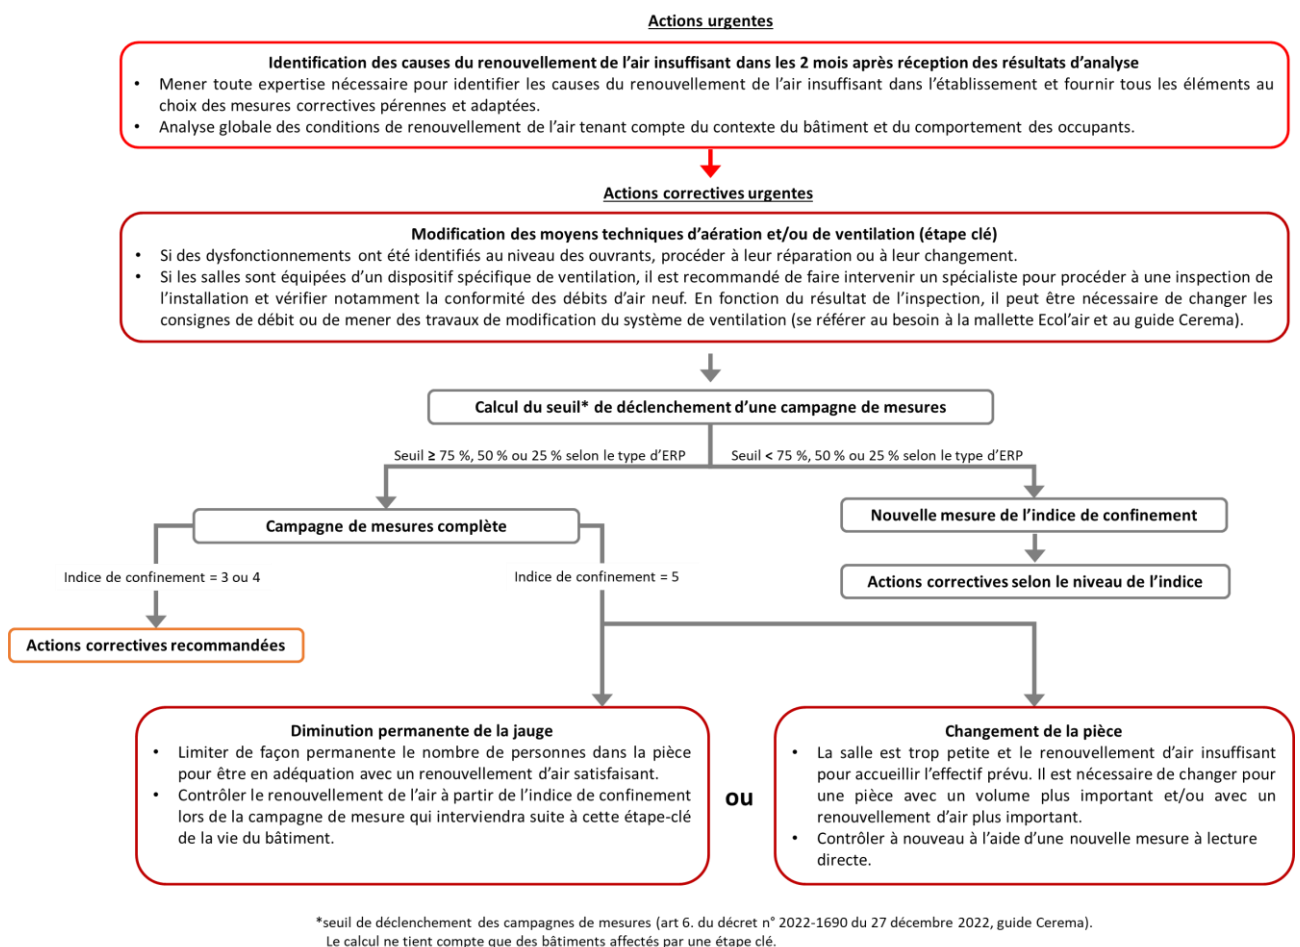 Actions urgentes
Identification des causes du renouvellement de l'air insuffisant dans les 2 mois après réception des résultats d'analyse
• Mener toute expertise nécessaire pour identifier les causes du renouvellement de l'air insuffisant dans l'établissement et fournir tous les éléments au
choix des mesures correctives pérennes et adaptées.
• Analyse globale des conditions de renouvellement de l'air tenant compte du contexte du bâtiment et du comportement des occupants.
Actions correctives urgentes
Modification des moyens techniques d'aération et/ou de ventilation (étape clé)
• Si des dysfonctionnements ont été identifiés au niveau des ouvrants, procéder à leur réparation ou à leur changement.
• Si les salles sont équipées d'un dispositif spécifique de ventilation, il est recommandé de faire intervenir un spécialiste pour procéder à une inspection de
l'installation et vérifier notamment la conformité des débits d'air neuf. En fonction du résultat de l'inspection, il peut être nécessaire de changer les
consignes de débit ou de mener des travaux de modification du système de ventilation (se référer au besoin à la mallette Ecol'air et au guide Cerema).
Calcul du seuil* de déclenchement d'une campagne de mesures
Seuil ≥ 75 %, 50 % ou 25 % selon le type d'ERP
Seuil < 75 %, 50 % ou 25 % selon le type d'ERP
Campagne de mesures complète
Nouvelle mesure de l'indice de confinement
Indice de confinement = 3 ou 4
Indice de confinement = 5
Actions correctives selon le niveau de l'indice
Actions correctives recommandées
Diminution permanente de la jauge
• Limiter de façon permanente le nombre de personnes dans la pièce
pour être en adéquation avec un renouvellement d'air satisfaisant.
• Contrôler le renouvellement de l'air à partir de l'indice de confinement
lors de la campagne de mesure qui interviendra suite à cette étape-clé
de la vie du bâtiment.
ou
Changement de la pièce
• La salle est trop petite et le renouvellement d'air insuffisant
pour accueillir l'effectif prévu. Il est nécessaire de changer pour
une pièce avec un volume plus important et/ou avec un
renouvellement d'air plus important.
• Contrôler à nouveau à l'aide d'une nouvelle mesure à lecture
directe.
*seuil de déclenchement des campagnes de mesures (art 6. du décret n° 2022-1690 du 27 décembre 2022, guide Cerema).
Le calcul ne tient compte que des bâtiments affectés par une étape clé.